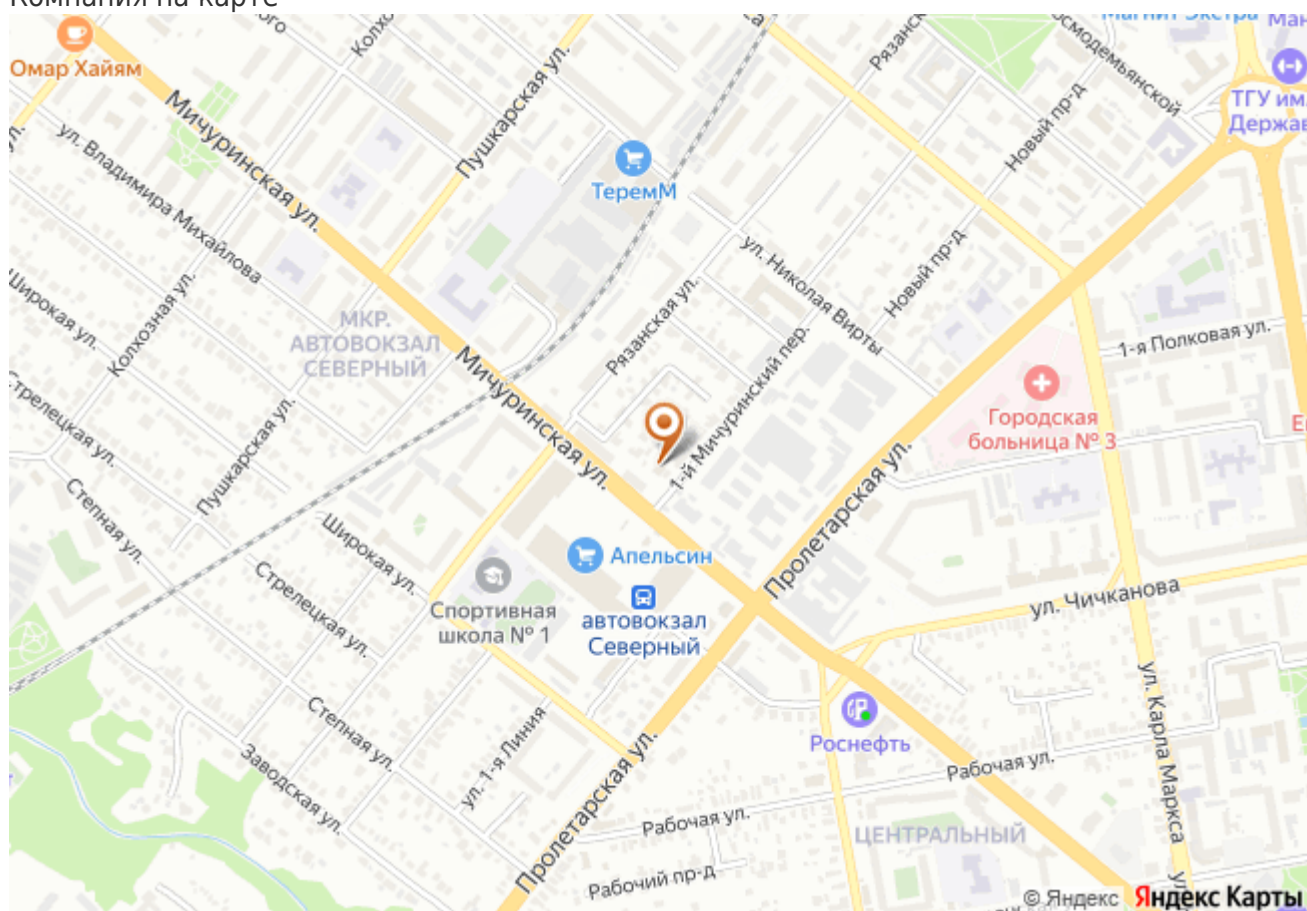 Компания на карте
Магнит Экстра
Омар Хайям
Мичуринская ул.
ул. Владимира Михайлова
Пушкарская ул.
ТеремМ
Новый пр-д
ТГУ им.
Широкая ул.
Колхозная ул.
МКР.
АВТОВОКЗАЛ
СЕВЕРНЫЙ
Рязанская ул.
ул. Николая Вирты
Новый пр-д
1-я Полковая ул.
Стрелецкая ул.
Пушкарская ул.
Мичуринская ул.
1-й Мичуринский пер.
Городская
больница № 3
Степная ул.
Широкая ул.
Апельсин
Пролетарская ул.
Стрелецкая ул.
Спортивная
школа № 1
автовокзал
Северный
ул. Чичканова
Степная ул.
Заводская ул.
ул. 1-я Линия
Роснефть
ул. Карла Маркса
Рабочая ул.
Пролетарская ул.
Рабочая ул.
ЦЕНТРАЛЬНЫЙ
Рабочий пр-д
© Яндекс Яндекс Карты